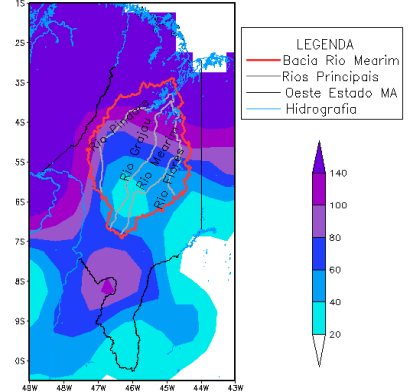 1S
2S
3S
4S
5S
6S
7S
8S
9S
0S
48W 48W 47W 46W 45W 44W 43W
Rio Pindaré
Rio Grajaú
Rio Mearim
Rio Flores
LEGENDA
Bacia Rio Mearim
Rios Principais
Oeste Estado MA
Hidrografia
140
100
80
60
40
20